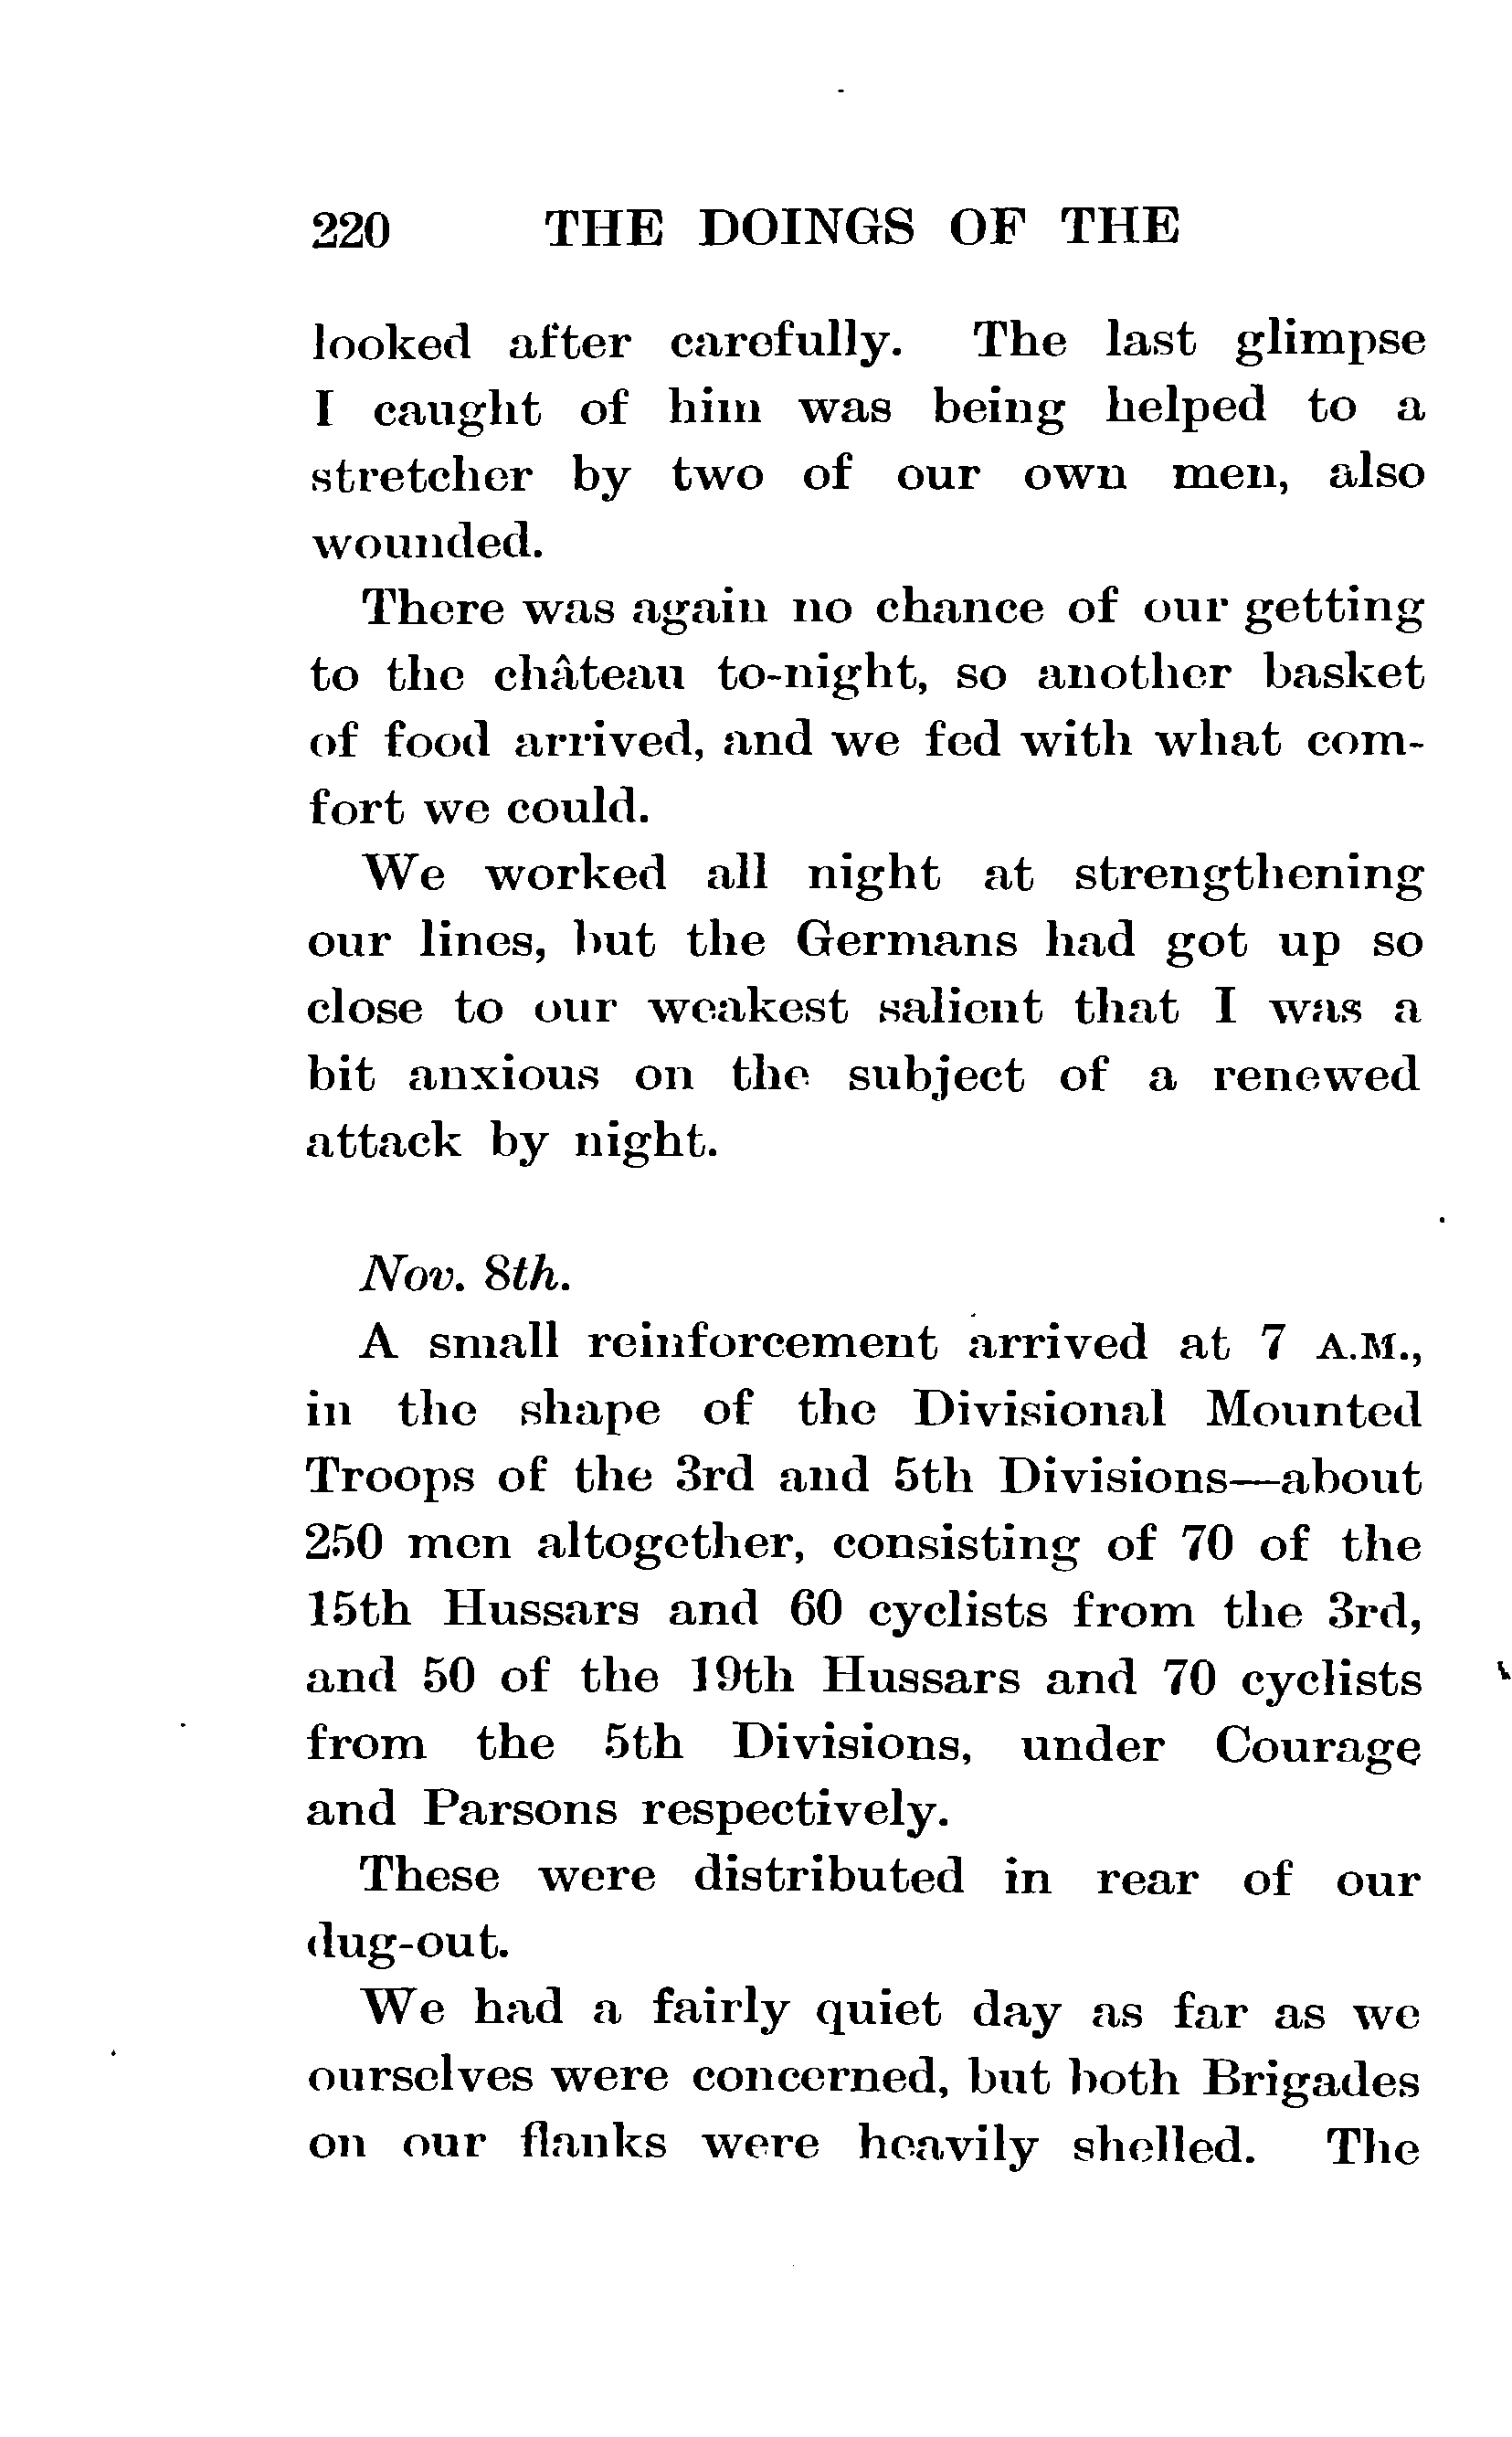 220 THE DOINGS OF THE
looked after carefully. The last glimpse
I caught of him was being helped to a
stretcher by two of our own men, also
wounded.
There was again no chance of our getting
to the château to-night, so another basket
of food arrived, and we fed with what com-
fort we could.
We worked all night at strengthening
our lines, but the Germans had got up so
close to our weakest salient that I was a
bit anxious on the subject of a renewed
attack by night.
Nov. 8th.
A small reinforcement arrived at 7 A.M.,
in the shape of the Divisional Mounted
Troops of the 3rd and 5th Divisions—about
250 men altogether, consisting of 70 of the
15th Hussars and 60 cyclists from the 3rd,
and 50 of the 19th Hussars and 70 cyclists
from the 5th Divisions, under Courage
and Parsons respectively.
These were distributed in rear of our
dug-out.
We had a fairly quiet day as far as we
ourselves were concerned, but both Brigades
on our flanks were heavily shelled. The